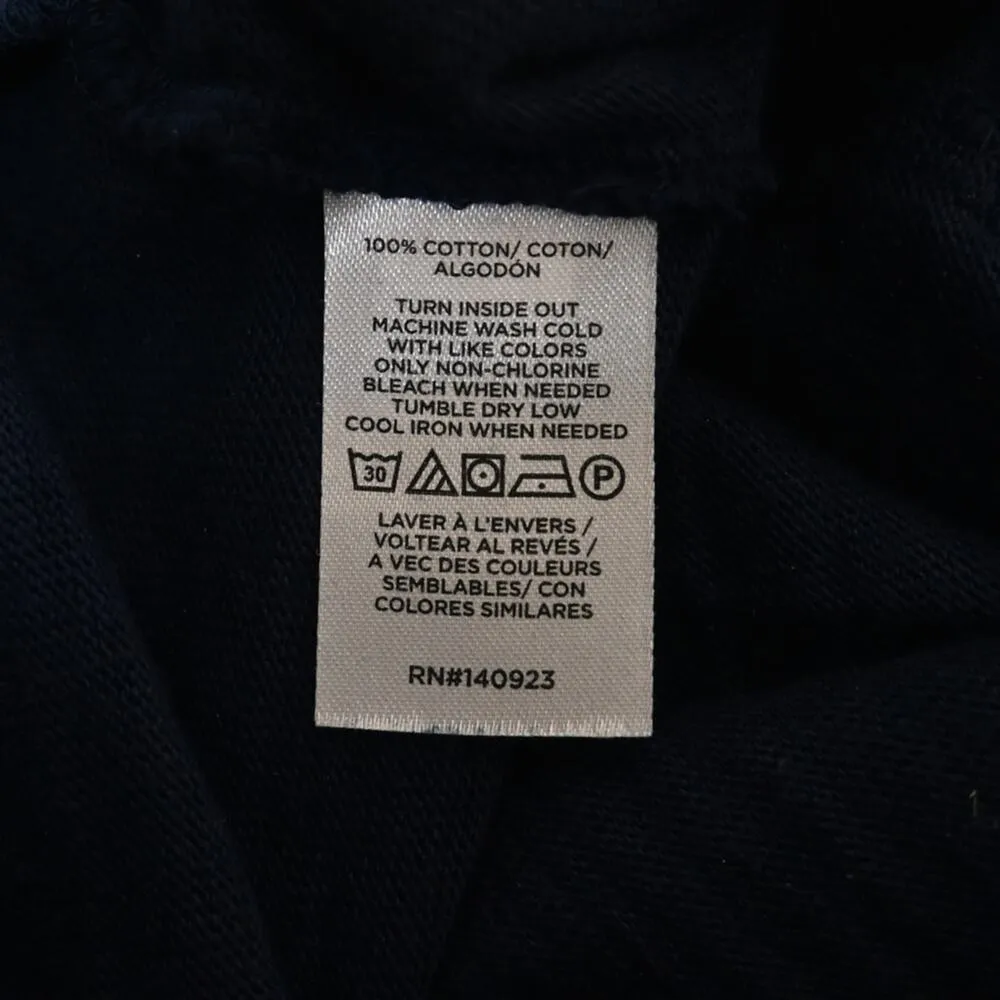 100% COTTON/ COTON/
ALGODÓN
TURN INSIDE OUT
MACHINE WASH COLD
WITH LIKE COLORS
ONLY NON-CHLORINE
BLEACH WHEN NEEDED
TUMBLE DRY LOW
COOL IRON WHEN NEEDED
30 P
LAVER À L'ENVERS /
VOLTEAR AL REVÉS /
A VEC DES COULEURS
SEMBLABLES/ CON
COLORES SIMILARES
RN#140923